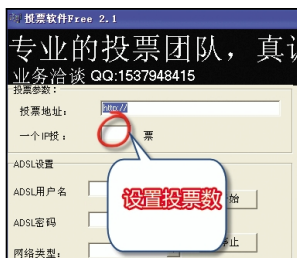 投票软件Free 2.1
专业的投票团队，真
业务洽谈 QQ:1537948415
投票参数：
投票地址： http://
一个IP投： 票
设置投票数
ADSL设置
ADSL用户名
始
ADSL密码
止
网络类型：